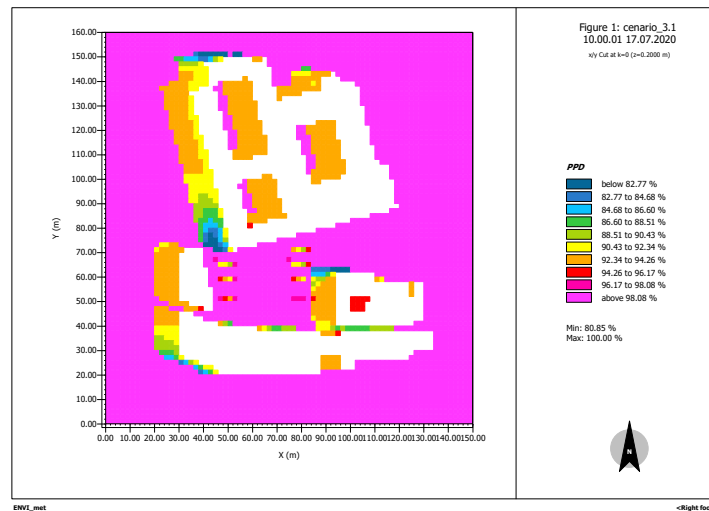 Figure 1: cenario_3.1
10.00.01 17.07.2020
x/y Cut at k=0 (z=0.2000 m)
160.00
150.00
140.00
130.00
120.00
110.00
100.00
90.00
80.00
70.00
60.00
50.00
40.00
30.00
20.00
10.00
0.00
Y (m)
0.00 10.00 20.00 30.00 40.00 50.00 60.00 70.00 80.00 90.00 100.00 110.00 120.00 130.00 140.00 150.00
X (m)
PPD
below 82.77 %
82.77 to 84.68 %
84.68 to 86.60 %
86.60 to 88.51 %
88.51 to 90.43 %
90.43 to 92.34 %
92.34 to 94.26 %
94.26 to 96.17 %
96.17 to 98.08 %
above 98.08 %
Min: 80.85 %
Max: 100.00 %
N
ENVI_met
<Right foo